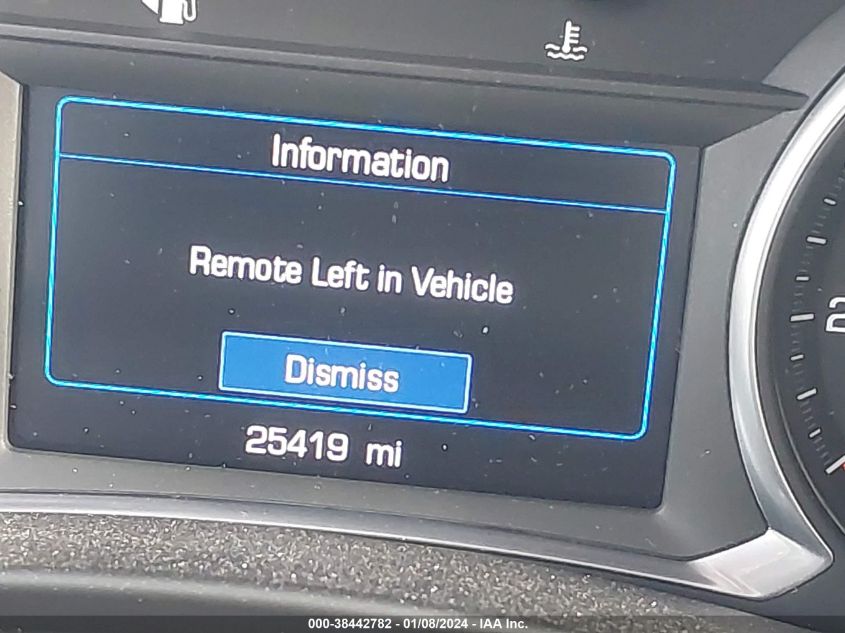 Information
Remote Left in Vehicle
Dismiss
25419 mi
000-38442782 - 01/08/2024 - IAA Inc.